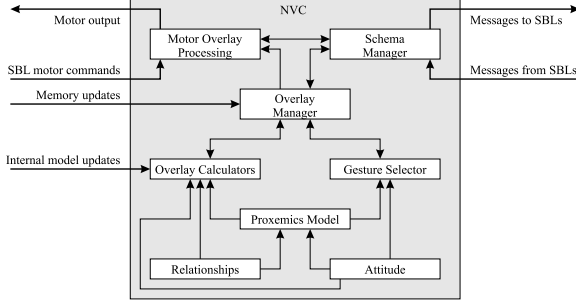 NVC
Motor output
Messages to SBLs
Motor Overlay
Processing
Schema
Manager
SBL motor commands
Messages from SBLs
Memory updates
Overlay
Manager
Internal model updates
Overlay Calculators
Gesture Selector
Proxemics Model
Relationships
Attitude